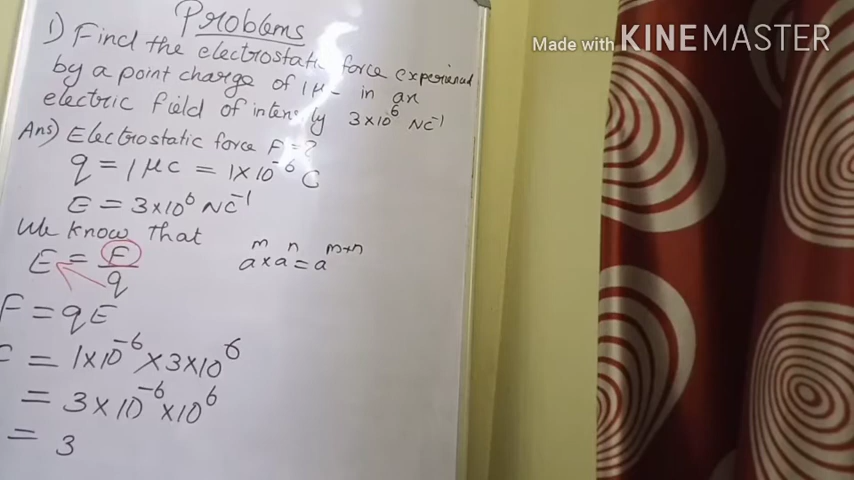 Problems
1) Find the electrostatic force experienced
by a point charge of 1μ in an
electric field of intensity 3×10⁶ NC⁻¹
Ans) Electrostatic force F = ?
q = 1μC = 1×10⁻⁶ C
E = 3×10⁶ NC⁻¹
We know that
E = F/q
aᵐ×aⁿ = aᵐ⁺ⁿ
F = qE
= 1×10⁻⁶ × 3×10⁶
= 3×10⁻⁶ × 10⁶
= 3
Made with KINEMASTER